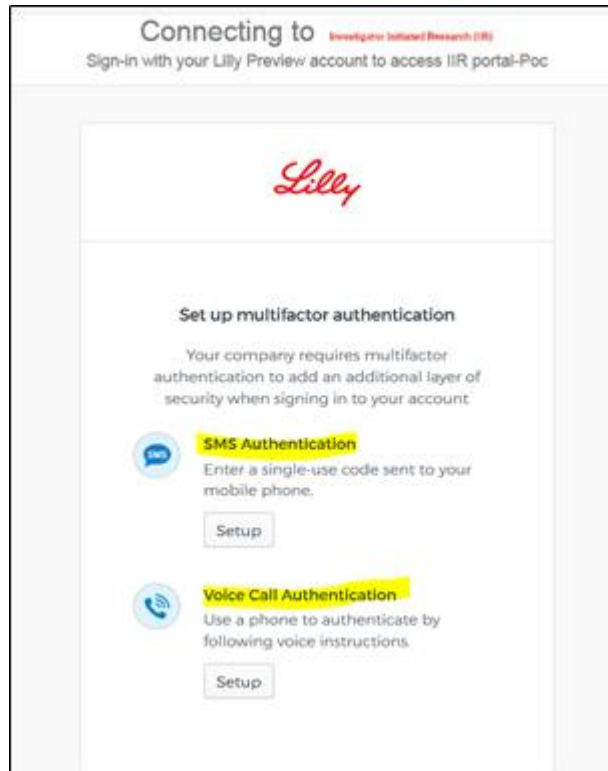 Connecting to Investigator Initiated Research (IIR)
Sign-in with your Lilly Preview account to access IIR portal-Poc
Lilly
Set up multifactor authentication
Your company requires multifactor
authentication to add an additional layer of
security when signing in to your account
SMS
SMS Authentication
Enter a single-use code sent to your
mobile phone.
Setup
Voice Call Authentication
Use a phone to authenticate by
following voice instructions.
Setup